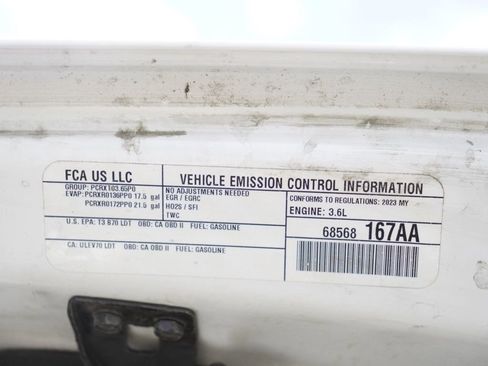 FCA US LLC
VEHICLE EMISSION CONTROL INFORMATION
GROUP: PCRX103.65P0
EVAP: PCRXR0136PP0 17.5 gal
PCRXR0172PP0 21.5 gal
NO ADJUSTMENTS NEEDED
EGR / EGRC
HO2S / SFI
TWC
CONFORMS TO REGULATIONS: 2023 MY
ENGINE: 3.6L
U.S. EPA: T3 B70 LDT OBD: CA OBD II FUEL: GASOLINE
CA: ULEV70 LDT OBD: CA OBD II FUEL: GASOLINE
68568 167AA